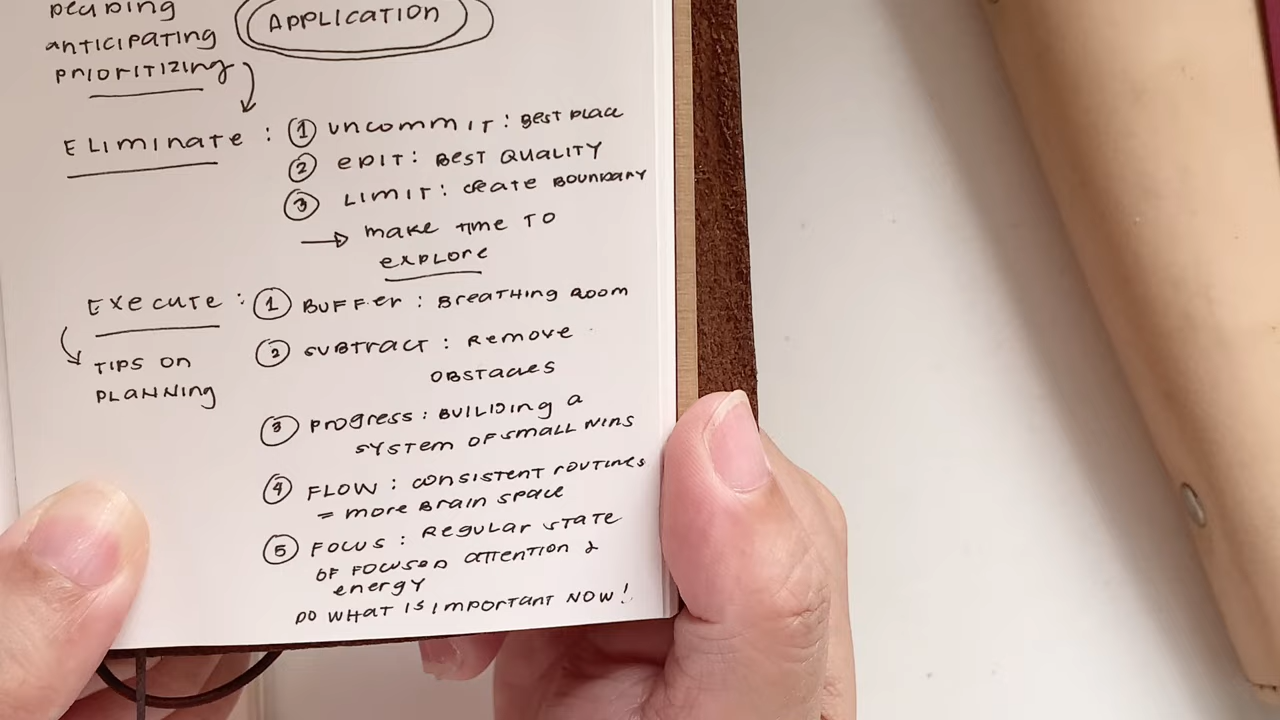 APPLICATION
anticipating
prioritizing
Eliminate : ① uncommit : Best place
② edit : Best quality
③ Limit : create Boundary
→ make time to
explore
Execute : ① Buffer : Breathing room
② subtract : Remove
obstacles
Tips on
planning
③ Progress : Building a
system of small wins
④ Flow : consistent routines
= more Brain space
⑤ Focus : Regular state
of focused attention &
energy
Do what is important now!